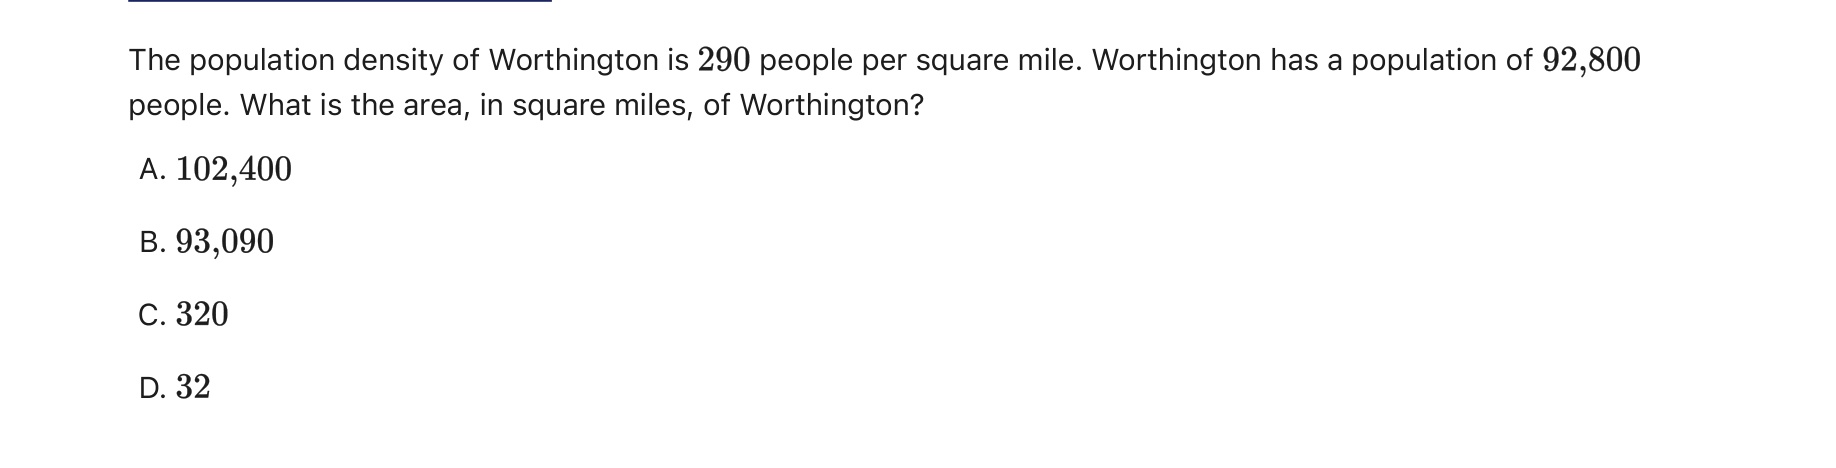 The population density of Worthington is 290 people per square mile. Worthington has a population of 92,800
people. What is the area, in square miles, of Worthington?
A. 102,400
B. 93,090
C. 320
D. 32